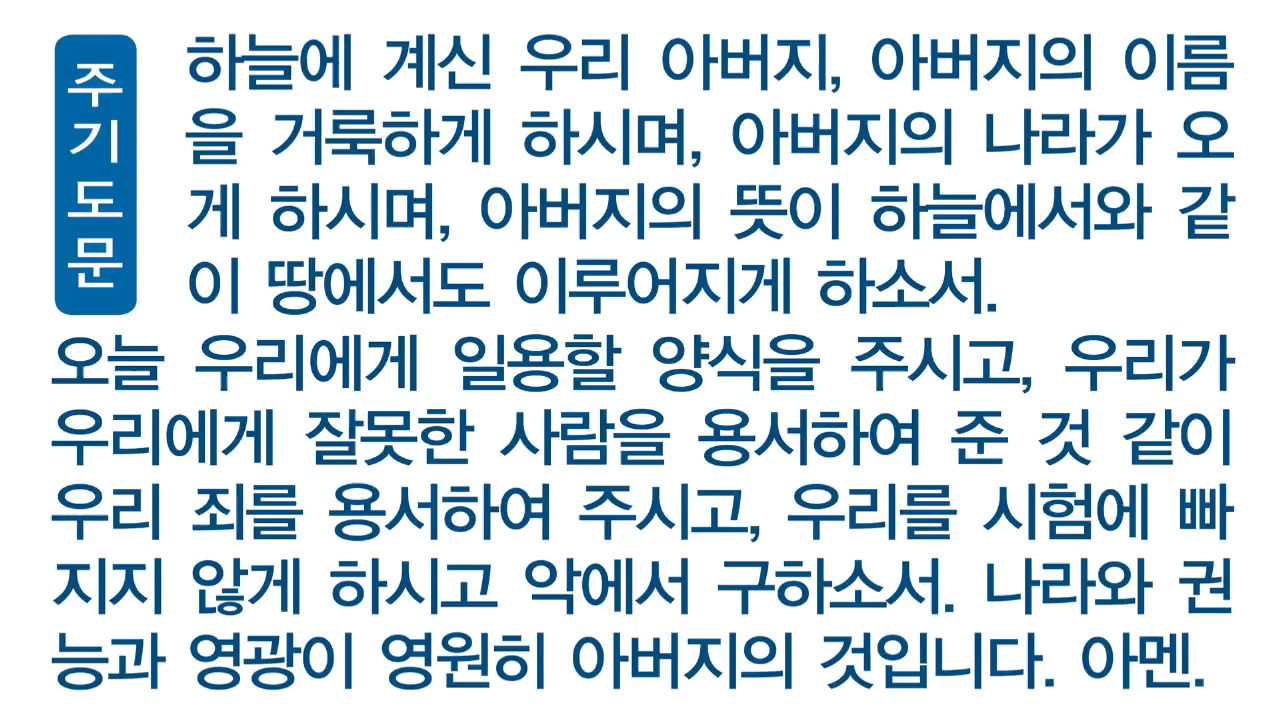 주기도문
하늘에 계신 우리 아버지, 아버지의 이름
을 거룩하게 하시며, 아버지의 나라가 오
게 하시며, 아버지의 뜻이 하늘에서와 같
이 땅에서도 이루어지게 하소서.
오늘 우리에게 일용할 양식을 주시고, 우리가
우리에게 잘못한 사람을 용서하여 준 것 같이
우리 죄를 용서하여 주시고, 우리를 시험에 빠
지지 않게 하시고 악에서 구하소서. 나라와 권
능과 영광이 영원히 아버지의 것입니다. 아멘.